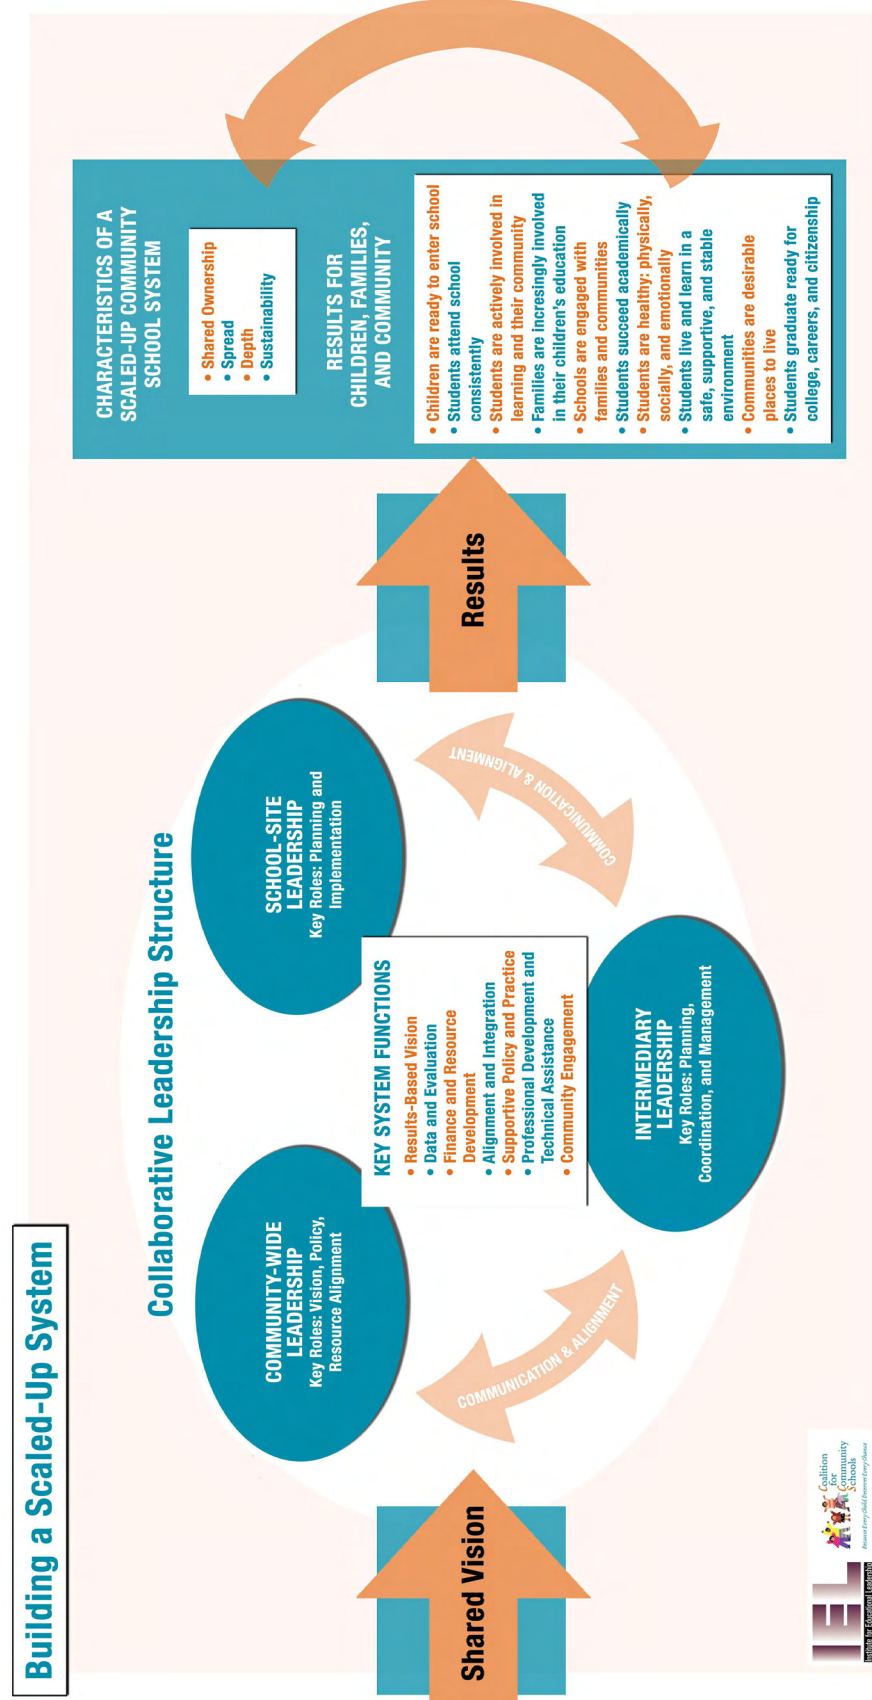 Building a Scaled-Up System
Shared Vision
Collaborative Leadership Structure
COMMUNITY-WIDE
LEADERSHIP
Key Roles: Vision, Policy,
Resource Alignment
SCHOOL-SITE
LEADERSHIP
Key Roles: Planning and
Implementation
KEY SYSTEM FUNCTIONS
• Results-Based Vision
• Data and Evaluation
• Finance and Resource
Development
• Alignment and Integration
• Supportive Policy and Practice
• Professional Development and
Technical Assistance
• Community Engagement
COMMUNICATION & ALIGNMENT
INTERMEDIARY
LEADERSHIP
Key Roles: Planning,
Coordination, and Management
COMMUNICATION & ALIGNMENT
Results
CHARACTERISTICS OF A
SCALED-UP COMMUNITY
SCHOOL SYSTEM
• Shared Ownership
• Spread
• Depth
• Sustainability
RESULTS FOR
CHILDREN, FAMILIES,
AND COMMUNITY
• Children are ready to enter school
• Students attend school
consistently
• Students are actively involved in
learning and their community
• Families are incresingly involved
in their children's education
• Schools are engaged with
families and communities
• Students succeed academically
• Students are healthy: physically,
socially, and emotionally
• Students live and learn in a
safe, supportive, and stable
environment
• Communities are desirable
places to live
• Students graduate ready for
college, careers, and citizenship
IEL
Institute for Educational Leadership
Coalition
for
Community
Schools
Because Every Child Deserves Every Chance